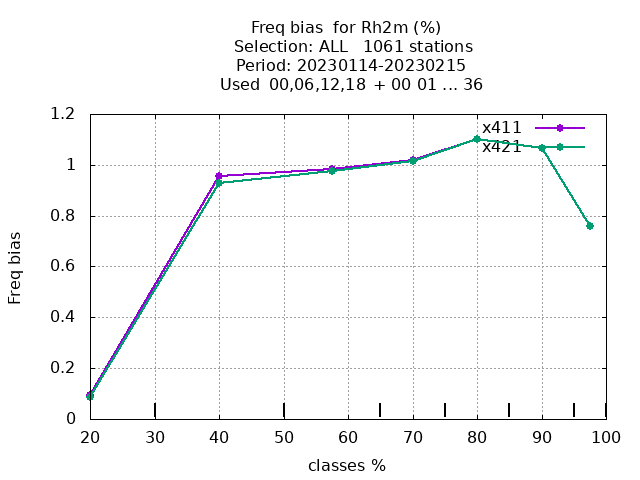 Freq bias  for Rh2m (%)
Selection: ALL   1061 stations
Period: 20230114-20230215
Used  00,06,12,18  + 00 01 ... 36
x411
x421
1.2
1
0.8
0.6
0.4
0.2
0
Freq bias
20 30 40 50 60 70 80 90 100
classes %